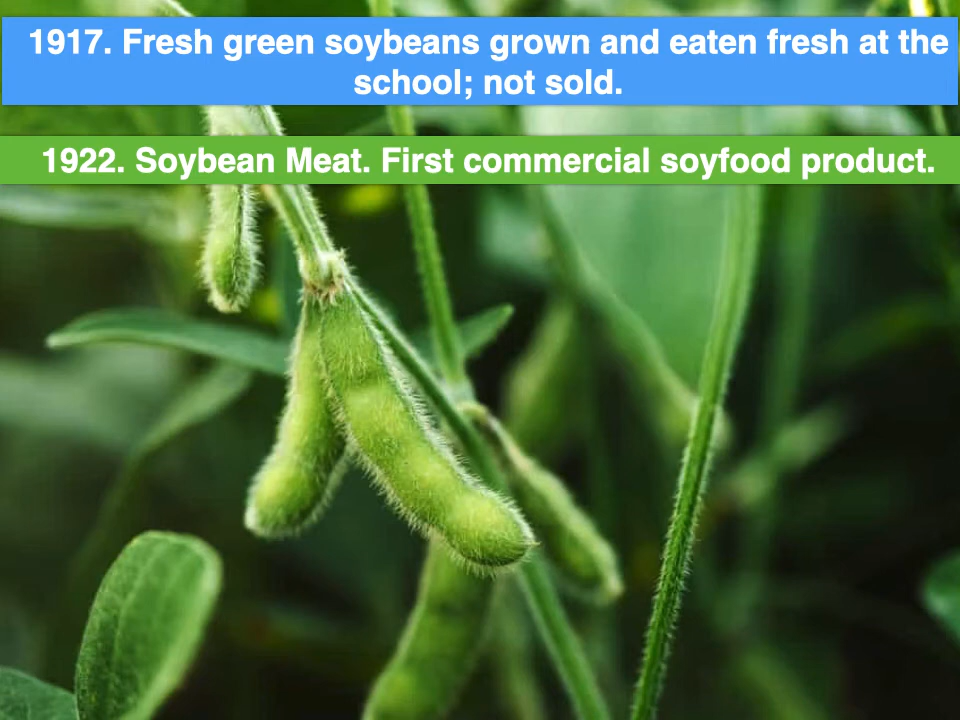 1917. Fresh green soybeans grown and eaten fresh at the
school; not sold.
1922. Soybean Meat. First commercial soyfood product.